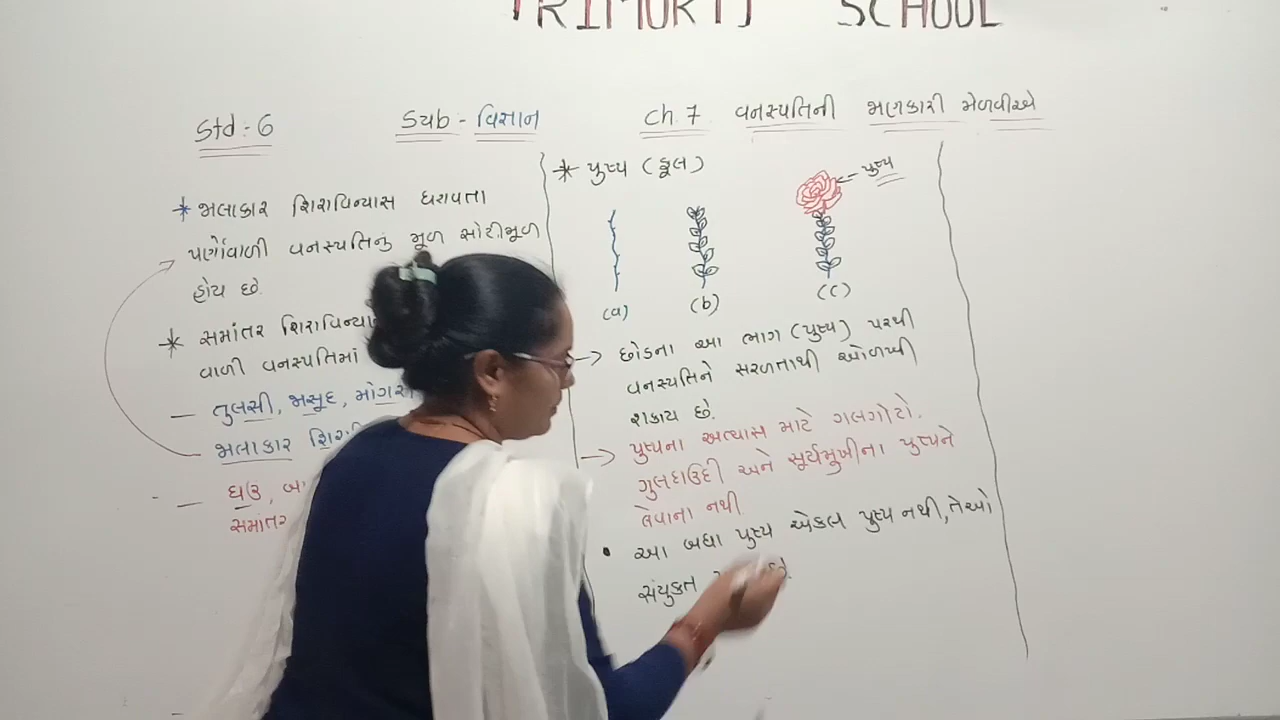 TRIMURTI SCHOOL
Std:- 6 Sub - વિજ્ઞાન Ch 7 વનસ્પતિની જાણકારી મેળવીએ
* જાલાકાર શિરાવિન્યાસ ધરાવતા
પર્ણોવાળી વનસ્પતિનું મૂળ સોટીમૂળ
હોય છે.
* સમાંતર શિરાવિન્યા
વાળી વનસ્પતિમાં
— તુલસી, જાસૂદ, મોગરો
જાલાકાર
— ઘઉં,
સમાંતર
* પુષ્પ (ફૂલ)
પુષ્પ
(a) (b) (c)
→ છોડના આ ભાગ (પુષ્પ) પરથી
વનસ્પતિને સરળતાથી ઓળખી
શકાય છે.
→ પુષ્પના અભ્યાસ માટે ગલગોટો.
ગુલદાઉદી અને સૂર્યમુખીના પુષ્પને
લેવાના નથી.
• આ બધા પુષ્પ એકલ પુષ્પ નથી, તેઓ
સંયુક્ત